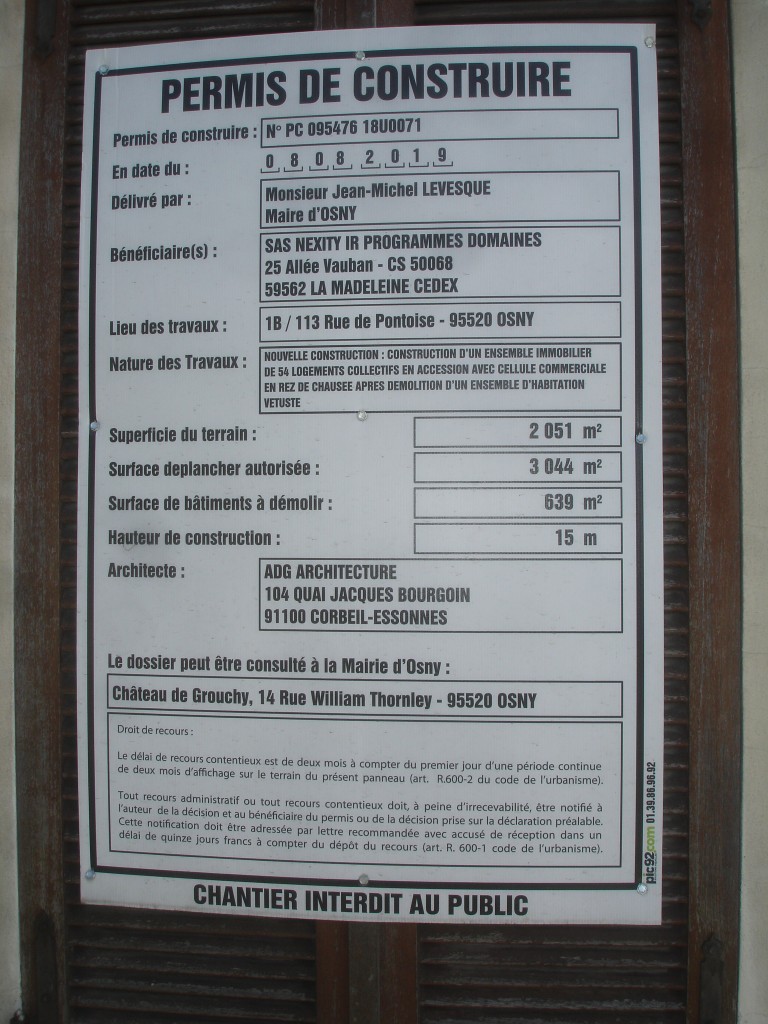 PERMIS DE CONSTRUIRE
Permis de construire : N° PC 095476 18U0071
En date du : 0 8 0 8 2 0 1 9
Délivré par : Monsieur Jean-Michel LEVESQUE
Maire d'OSNY
Bénéficiaire(s) : SAS NEXITY IR PROGRAMMES DOMAINES
25 Allée Vauban - CS 50068
59562 LA MADELEINE CEDEX
Lieu des travaux : 1B / 113 Rue de Pontoise - 95520 OSNY
Nature des Travaux : NOUVELLE CONSTRUCTION : CONSTRUCTION D'UN ENSEMBLE IMMOBILIER
DE 54 LOGEMENTS COLLECTIFS EN ACCESSION AVEC CELLULE COMMERCIALE
EN REZ DE CHAUSEE APRES DEMOLITION D'UN ENSEMBLE D'HABITATION
VETUSTE
Superficie du terrain : 2 051 m²
Surface deplancher autorisée : 3 044 m²
Surface de bâtiments à démolir : 639 m²
Hauteur de construction : 15 m
Architecte : ADG ARCHITECTURE
104 QUAI JACQUES BOURGOIN
91100 CORBEIL-ESSONNES
Le dossier peut être consulté à la Mairie d'Osny :
Château de Grouchy, 14 Rue William Thornley - 95520 OSNY
Droit de recours :
Le délai de recours contentieux est de deux mois à compter du premier jour d'une période continue
de deux mois d'affichage sur le terrain du présent panneau (art. R.600-2 du code de l'urbanisme).
Tout recours administratif ou tout recours contentieux doit, à peine d'irrecevabilité, être notifié à
l'auteur de la décision et au bénéficiaire du permis ou de la décision prise sur la déclaration préalable.
Cette notification doit être adressée par lettre recommandée avec accusé de réception dans un
délai de quinze jours francs à compter du dépôt du recours (art. R. 600-1 code de l'urbanisme).
pic92.com 01.39.86.96.92
CHANTIER INTERDIT AU PUBLIC